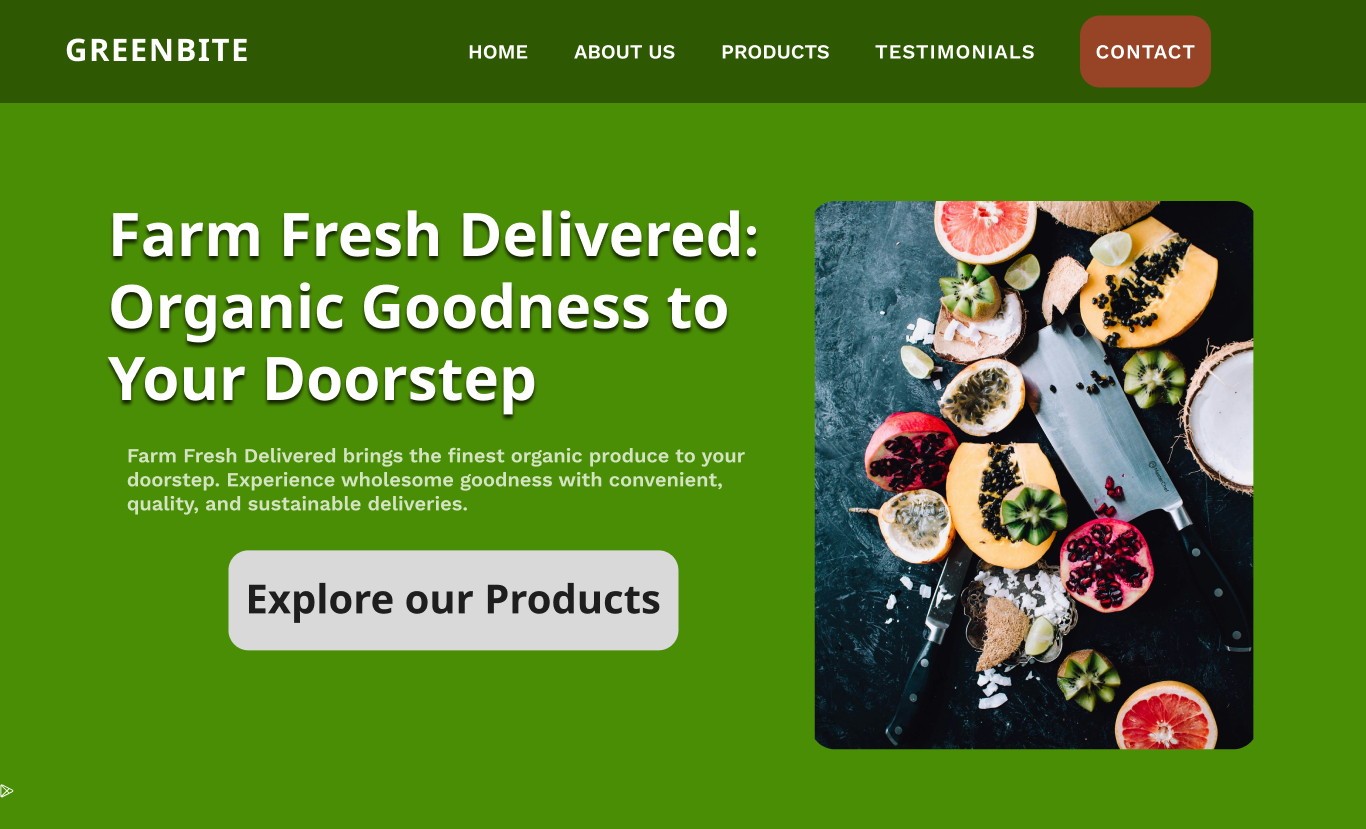 GREENBITE
HOME ABOUT US PRODUCTS TESTIMONIALS CONTACT
Farm Fresh Delivered:
Organic Goodness to
Your Doorstep
Farm Fresh Delivered brings the finest organic produce to your
doorstep. Experience wholesome goodness with convenient,
quality, and sustainable deliveries.
Explore our Products